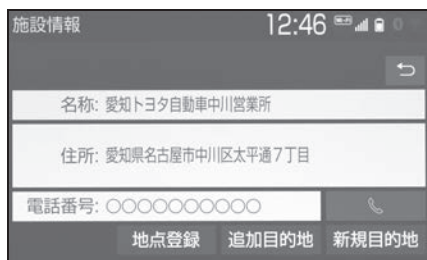 施設情報 12:46
名称: 愛知トヨタ自動車中川営業所
住所: 愛知県名古屋市中川区太平通7丁目
電話番号: ○○○○○○○○○○
地点登録 追加目的地 新規目的地